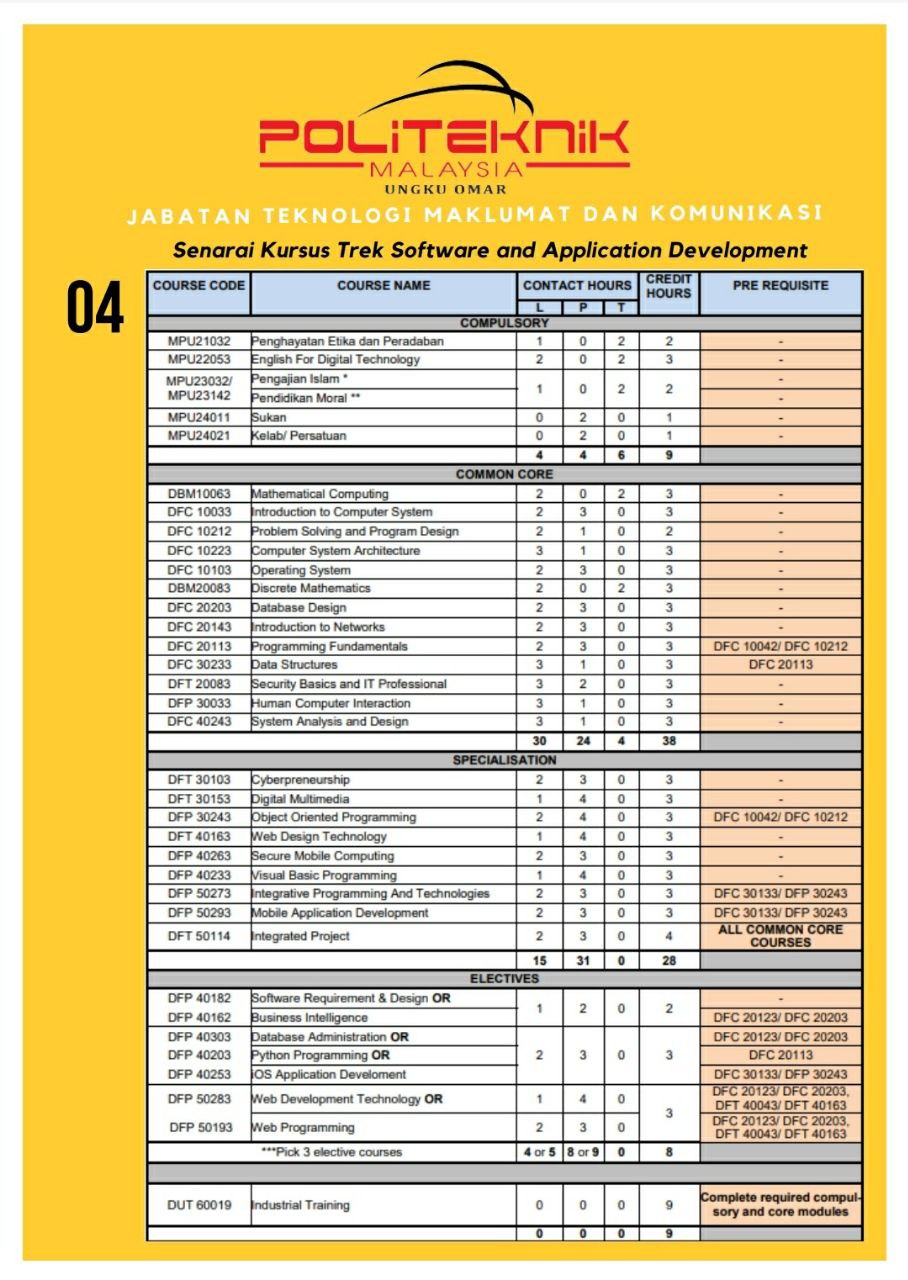 POLITEKNIK
MALAYSIA
UNGKU OMAR
JABATAN TEKNOLOGI MAKLUMAT DAN KOMUNIKASI
Senarai Kursus Trek Software and Application Development
04
COURSE CODE COURSE NAME CONTACT HOURS CREDIT HOURS PRE REQUISITE
L P T
COMPULSORY
MPU21032 Penghayatan Etika dan Peradaban 1 0 2 2 -
MPU22053 English For Digital Technology 2 0 2 3 -
MPU23032/ Pengajian Islam * 1 0 2 2 -
MPU23142 Pendidikan Moral ** -
MPU24011 Sukan 0 2 0 1 -
MPU24021 Kelab/ Persatuan 0 2 0 1 -
4 4 6 9
COMMON CORE
DBM10063 Mathematical Computing 2 0 2 3 -
DFC 10033 Introduction to Computer System 2 3 0 3 -
DFC 10212 Problem Solving and Program Design 2 1 0 2 -
DFC 10223 Computer System Architecture 3 1 0 3 -
DFC 10103 Operating System 2 3 0 3 -
DBM20083 Discrete Mathematics 2 0 2 3 -
DFC 20203 Database Design 2 3 0 3 -
DFC 20143 Introduction to Networks 2 3 0 3 -
DFC 20113 Programming Fundamentals 2 3 0 3 DFC 10042/ DFC 10212
DFC 30233 Data Structures 3 1 0 3 DFC 20113
DFT 20083 Security Basics and IT Professional 3 2 0 3 -
DFP 30033 Human Computer Interaction 3 1 0 3 -
DFC 40243 System Analysis and Design 3 1 0 3 -
30 24 4 38
SPECIALISATION
DFT 30103 Cyberpreneurship 2 3 0 3 -
DFT 30153 Digital Multimedia 1 4 0 3 -
DFP 30243 Object Oriented Programming 2 4 0 3 DFC 10042/ DFC 10212
DFT 40163 Web Design Technology 1 4 0 3 -
DFP 40263 Secure Mobile Computing 2 3 0 3 -
DFP 40233 Visual Basic Programming 1 4 0 3 -
DFP 50273 Integrative Programming And Technologies 2 3 0 3 DFC 30133/ DFP 30243
DFP 50293 Mobile Application Development 2 3 0 3 DFC 30133/ DFP 30243
DFT 50114 Integrated Project 2 3 0 4 ALL COMMON CORE COURSES
15 31 0 28
ELECTIVES
DFP 40182 Software Requirement & Design OR 1 2 0 2 -
DFP 40162 Business Intelligence DFC 20123/ DFC 20203
DFP 40303 Database Administration OR DFC 20123/ DFC 20203
DFP 40203 Python Programming OR 2 3 0 3 DFC 20113
DFP 40253 iOS Application Develoment DFC 30133/ DFP 30243
DFP 50283 Web Development Technology OR 1 4 0 3 DFC 20123/ DFC 20203, DFT 40043/ DFT 40163
DFP 50193 Web Programming 2 3 0 DFC 20123/ DFC 20203, DFT 40043/ DFT 40163
***Pick 3 elective courses 4 or 5 8 or 9 0 8
DUT 60019 Industrial Training 0 0 0 9 Complete required compul-
sory and core modules
0 0 0 9